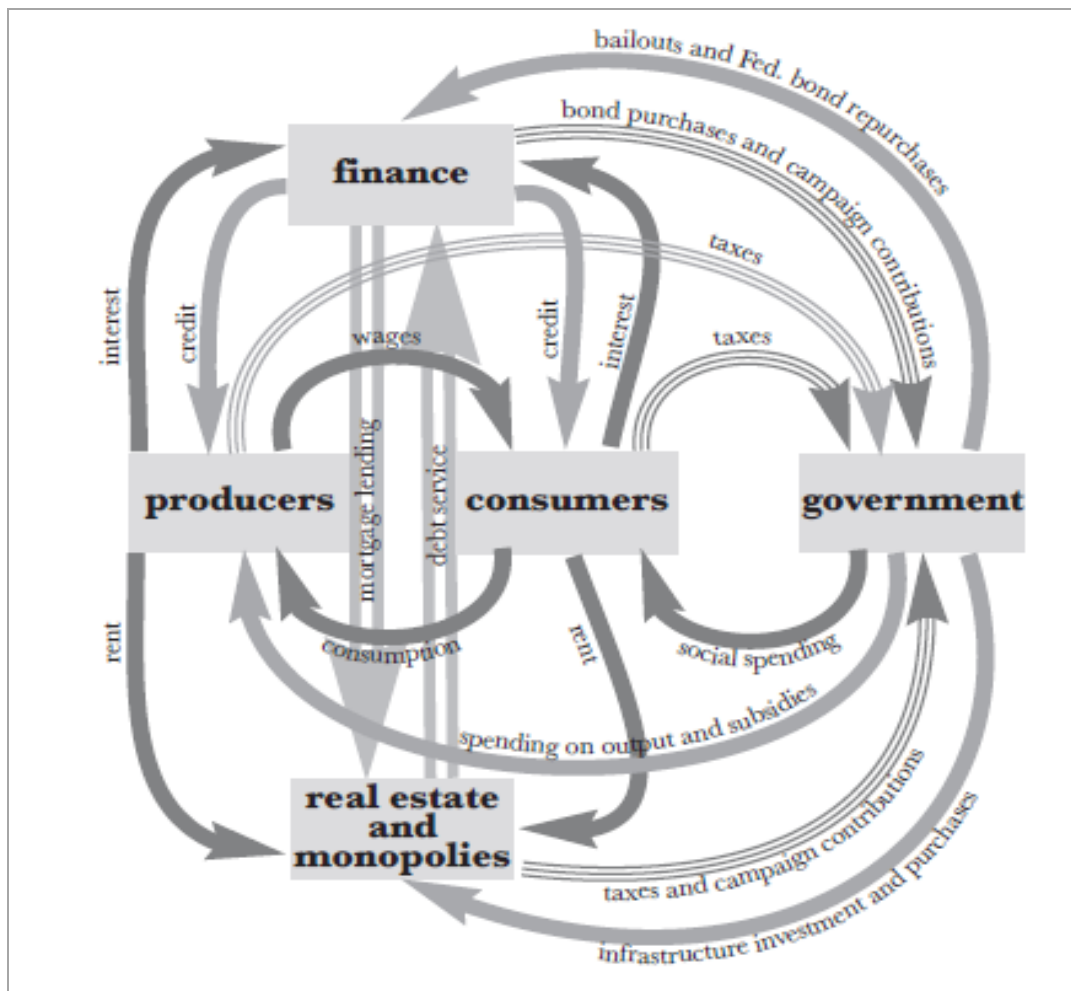 bailouts and Fed. bond repurchases
bond purchases and campaign contributions
finance
taxes
interest
credit
wages
credit
interest
taxes
producers
mortgage lending
debt service
consumers
government
rent
consumption
rent
social spending
spending on output and subsidies
real estate
and
monopolies
taxes and campaign contributions
infrastructure investment and purchases